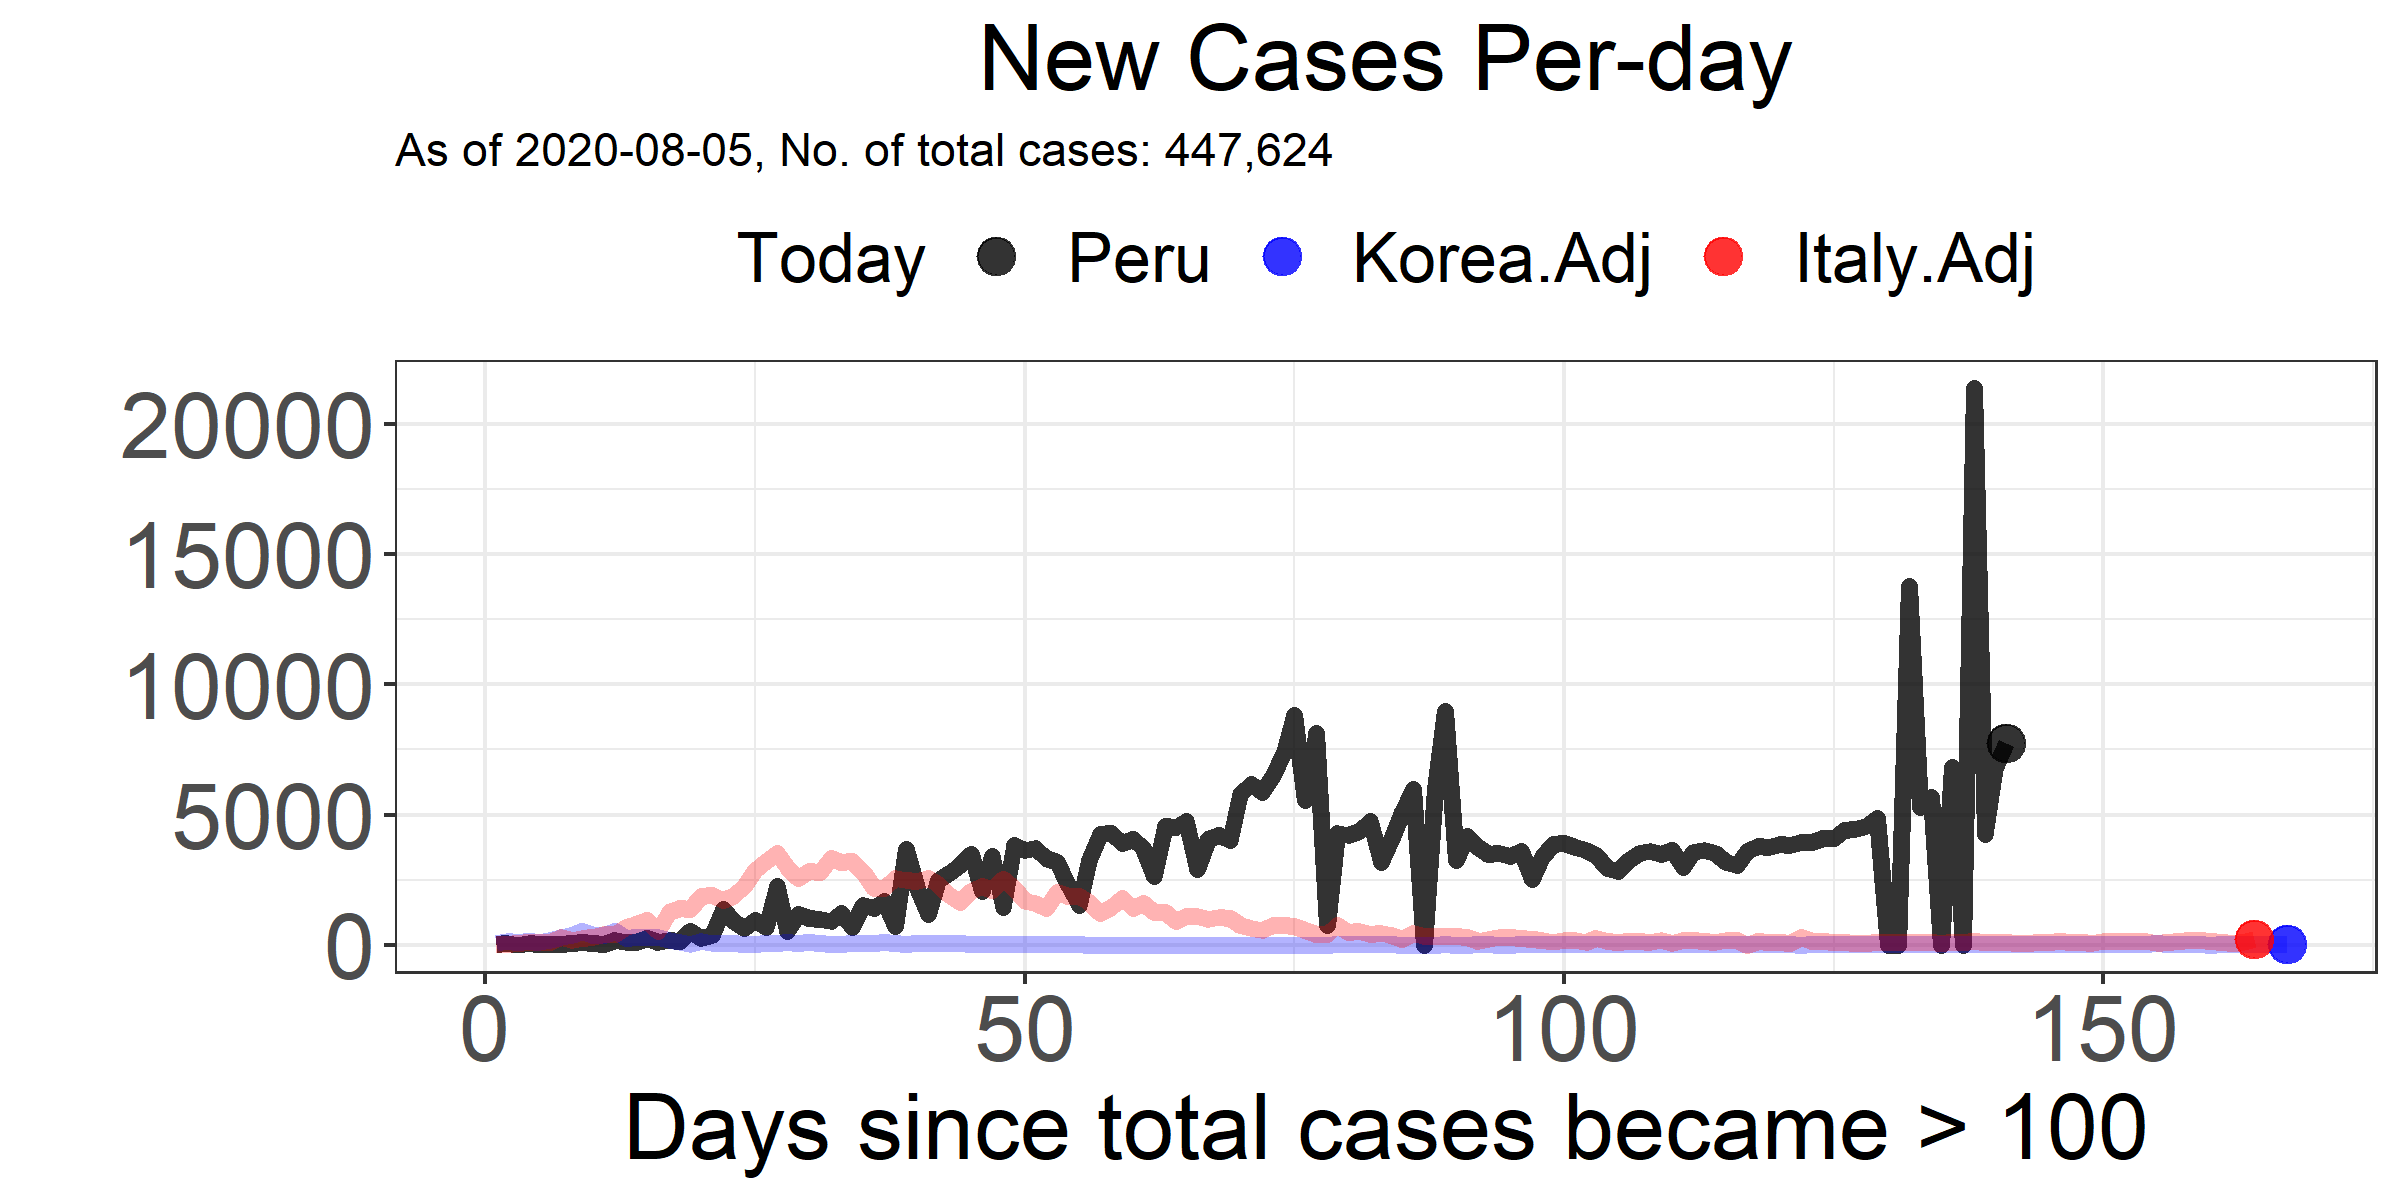 New Cases Per-day
As of 2020-08-05, No. of total cases: 447,624
Today Peru Korea.Adj Italy.Adj
20000
15000
10000
5000
0
0 50 100 150
Days since total cases became > 100